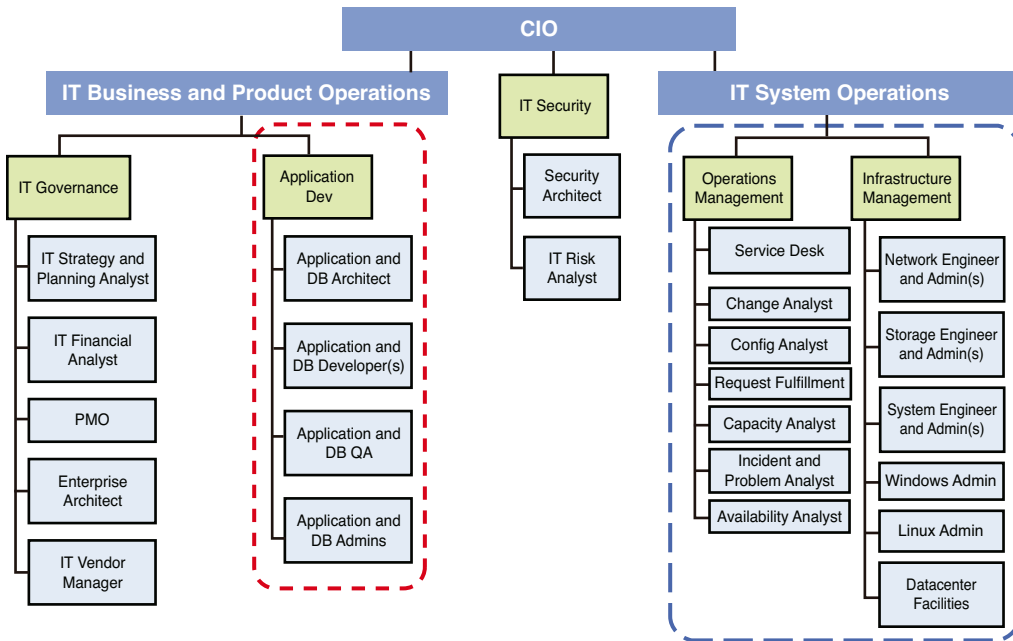 CIO
IT Business and Product Operations
IT Security
IT System Operations
IT Governance
Application
Dev
Operations
Management
Infrastructure
Management
IT Strategy and
Planning Analyst
IT Financial
Analyst
PMO
Enterprise
Architect
IT Vendor
Manager
Application and
DB Architect
Application and
DB Developer(s)
Application and
DB QA
Application and
DB Admins
Security
Architect
IT Risk
Analyst
Service Desk
Change Analyst
Config Analyst
Request Fulfillment
Capacity Analyst
Incident and
Problem Analyst
Availability Analyst
Network Engineer
and Admin(s)
Storage Engineer
and Admin(s)
System Engineer
and Admin(s)
Windows Admin
Linux Admin
Datacenter
Facilities